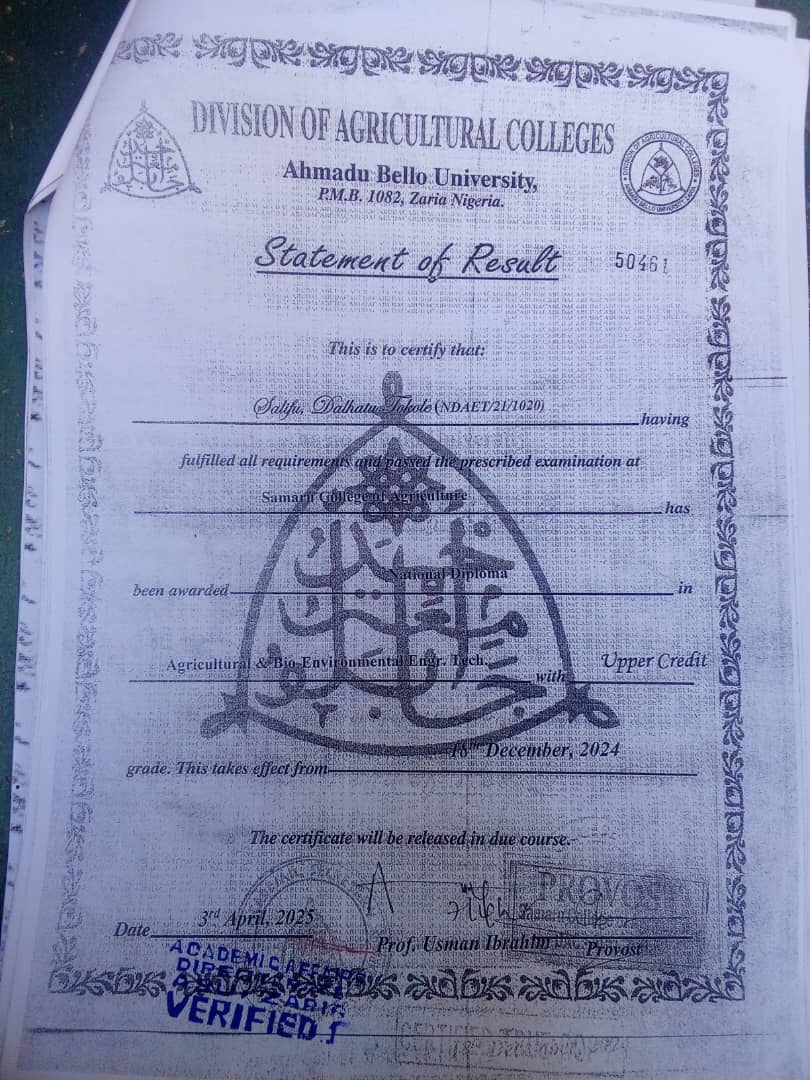 DIVISION OF AGRICULTURAL COLLEGES
Ahmadu Bello University,
P.M.B. 1082, Zaria Nigeria.
Statement of Result
50461
This is to certify that:
Salifu, Dalhatu Tokole (NDAET/21/1020) having
fulfilled all requirements and passed the prescribed examination at
Samaru College of Agriculture has
been awarded National Diploma in
Agricultural & Bio-Environmental Engr. Tech. with Upper Credit
grade. This takes effect from 18th December, 2024
The certificate will be released in due course.
PROVOST
Date 3rd April, 2025
Prof. Usman Ibrahim
Provost
ACADEMIC AFFAIRS
VERIFIED